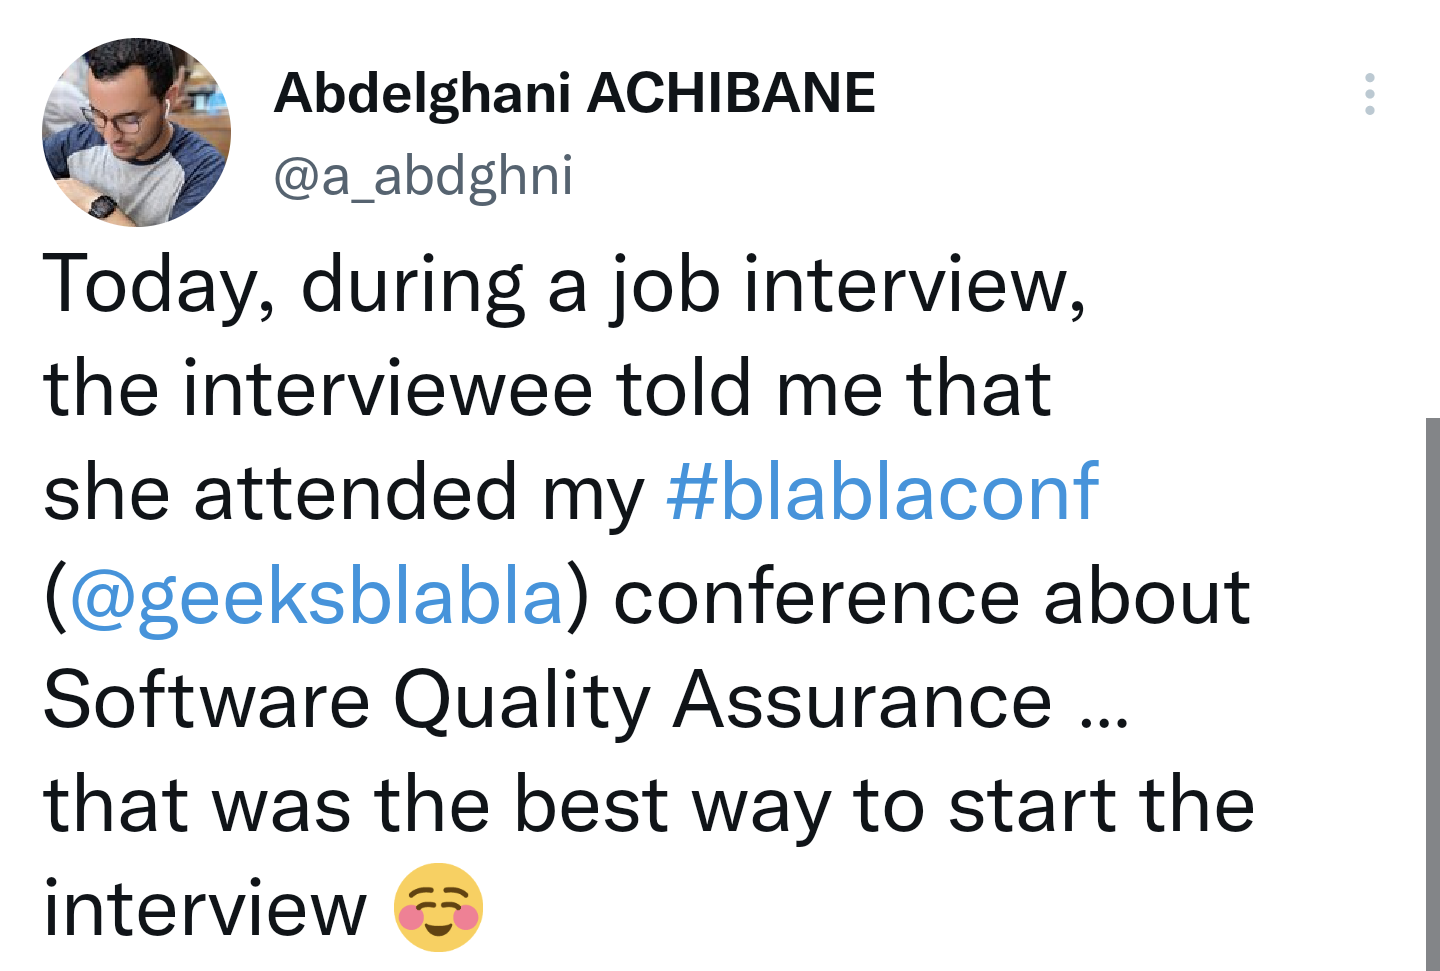 Abdelghani ACHIBANE
@a_abdghni
Today, during a job interview,
the interviewee told me that
she attended my #blablaconf
(@geeksblabla) conference about
Software Quality Assurance ...
that was the best way to start the
interview ☺️